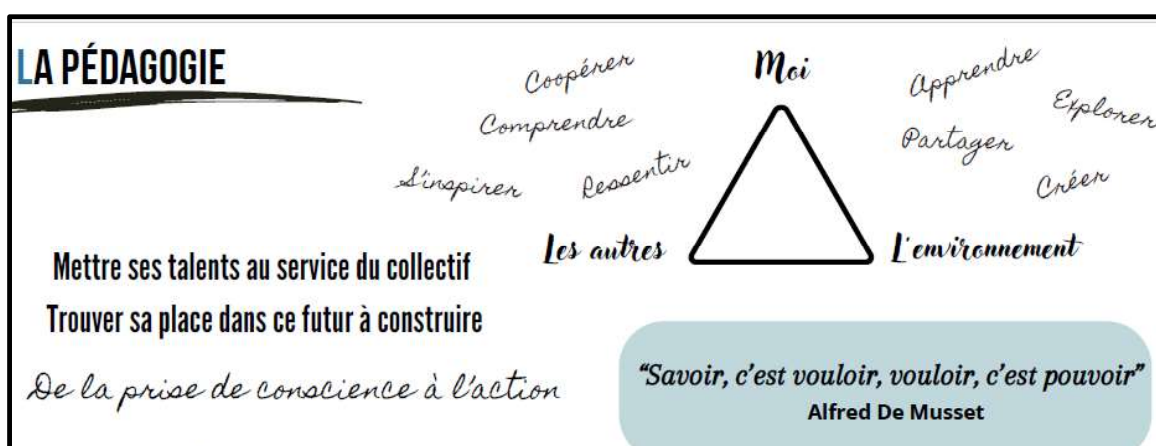 LA PÉDAGOGIE
Coopérer
Comprendre
S'inspirer
Ressentir
Moi
Les autres
L'environnement
Apprendre
Explorer
Partager
Créer
Mettre ses talents au service du collectif
Trouver sa place dans ce futur à construire
De la prise de conscience à l'action
“Savoir, c’est vouloir, vouloir, c’est pouvoir”
Alfred De Musset